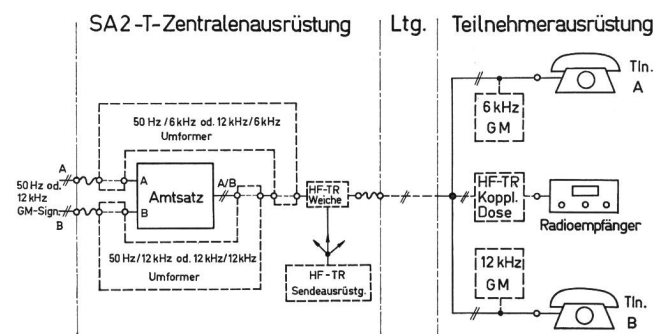 SA2-T-Zentralenausrüstung
Ltg.
Teilnehmerausrüstung
50 Hz / 6 kHz od. 12 kHz / 6 kHz
Umformer
A
50 Hz od.
12 kHz
GM-Sign.
B
A
B
Amtsatz
A/B
HF-TR
Weiche
50 Hz / 12 kHz od. 12 kHz / 12 kHz
Umformer
HF-TR
Sendeausrüstg.
6 kHz
GM
Tln.
A
HF-TR
Koppl.
Dose
Radioempfänger
12 kHz
GM
Tln.
B